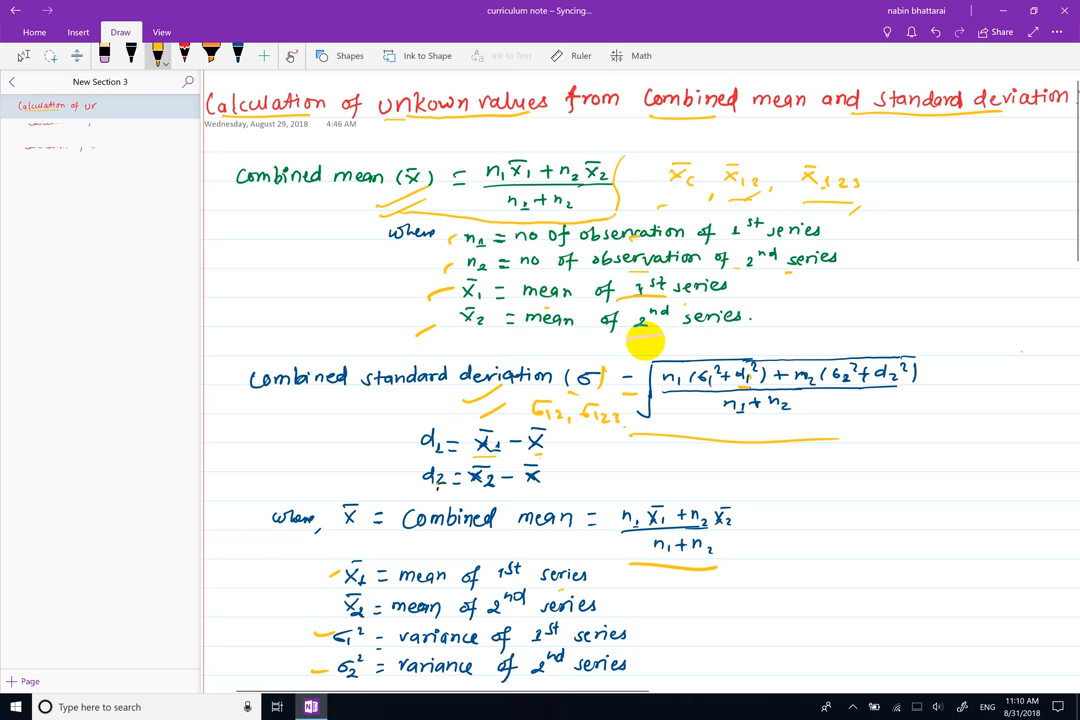 curriculum note - Syncing...
nabin bhattarai
Home Insert Draw View
Share
Shapes Ink to Shape Ink to Text Ruler Math
New Section 3
Calculation of ur
Calculation of unkown values from Combined mean and standard deviation
Wednesday, August 29, 2018 4:46 AM
Combined mean (x̄) = n₁x̄₁ + n₂x̄₂ / n₁ + n₂ x̄c, x̄₁₂, x̄₁₂₃
where n₁ = no of observation of 1st series
n₂ = no of observation of 2nd series
x̄₁ = mean of 1st series
x̄₂ = mean of 2nd series.
Combined standard deviation (σ) = √(n₁(σ₁²+d₁²) + n₂(σ₂²+d₂²) / n₁+n₂)
σ₁₂, σ₁₂₃
d₁ = x̄₁ − x̄
d₂ = x̄₂ − x̄
where, x̄ = Combined mean = n₁x̄₁ + n₂x̄₂ / n₁+n₂
x̄₁ = mean of 1st series
x̄₂ = mean of 2nd series
σ₁² = variance of 1st series
σ₂² = variance of 2nd series
+ Page
Type here to search
ENG
11:10 AM
8/31/2018